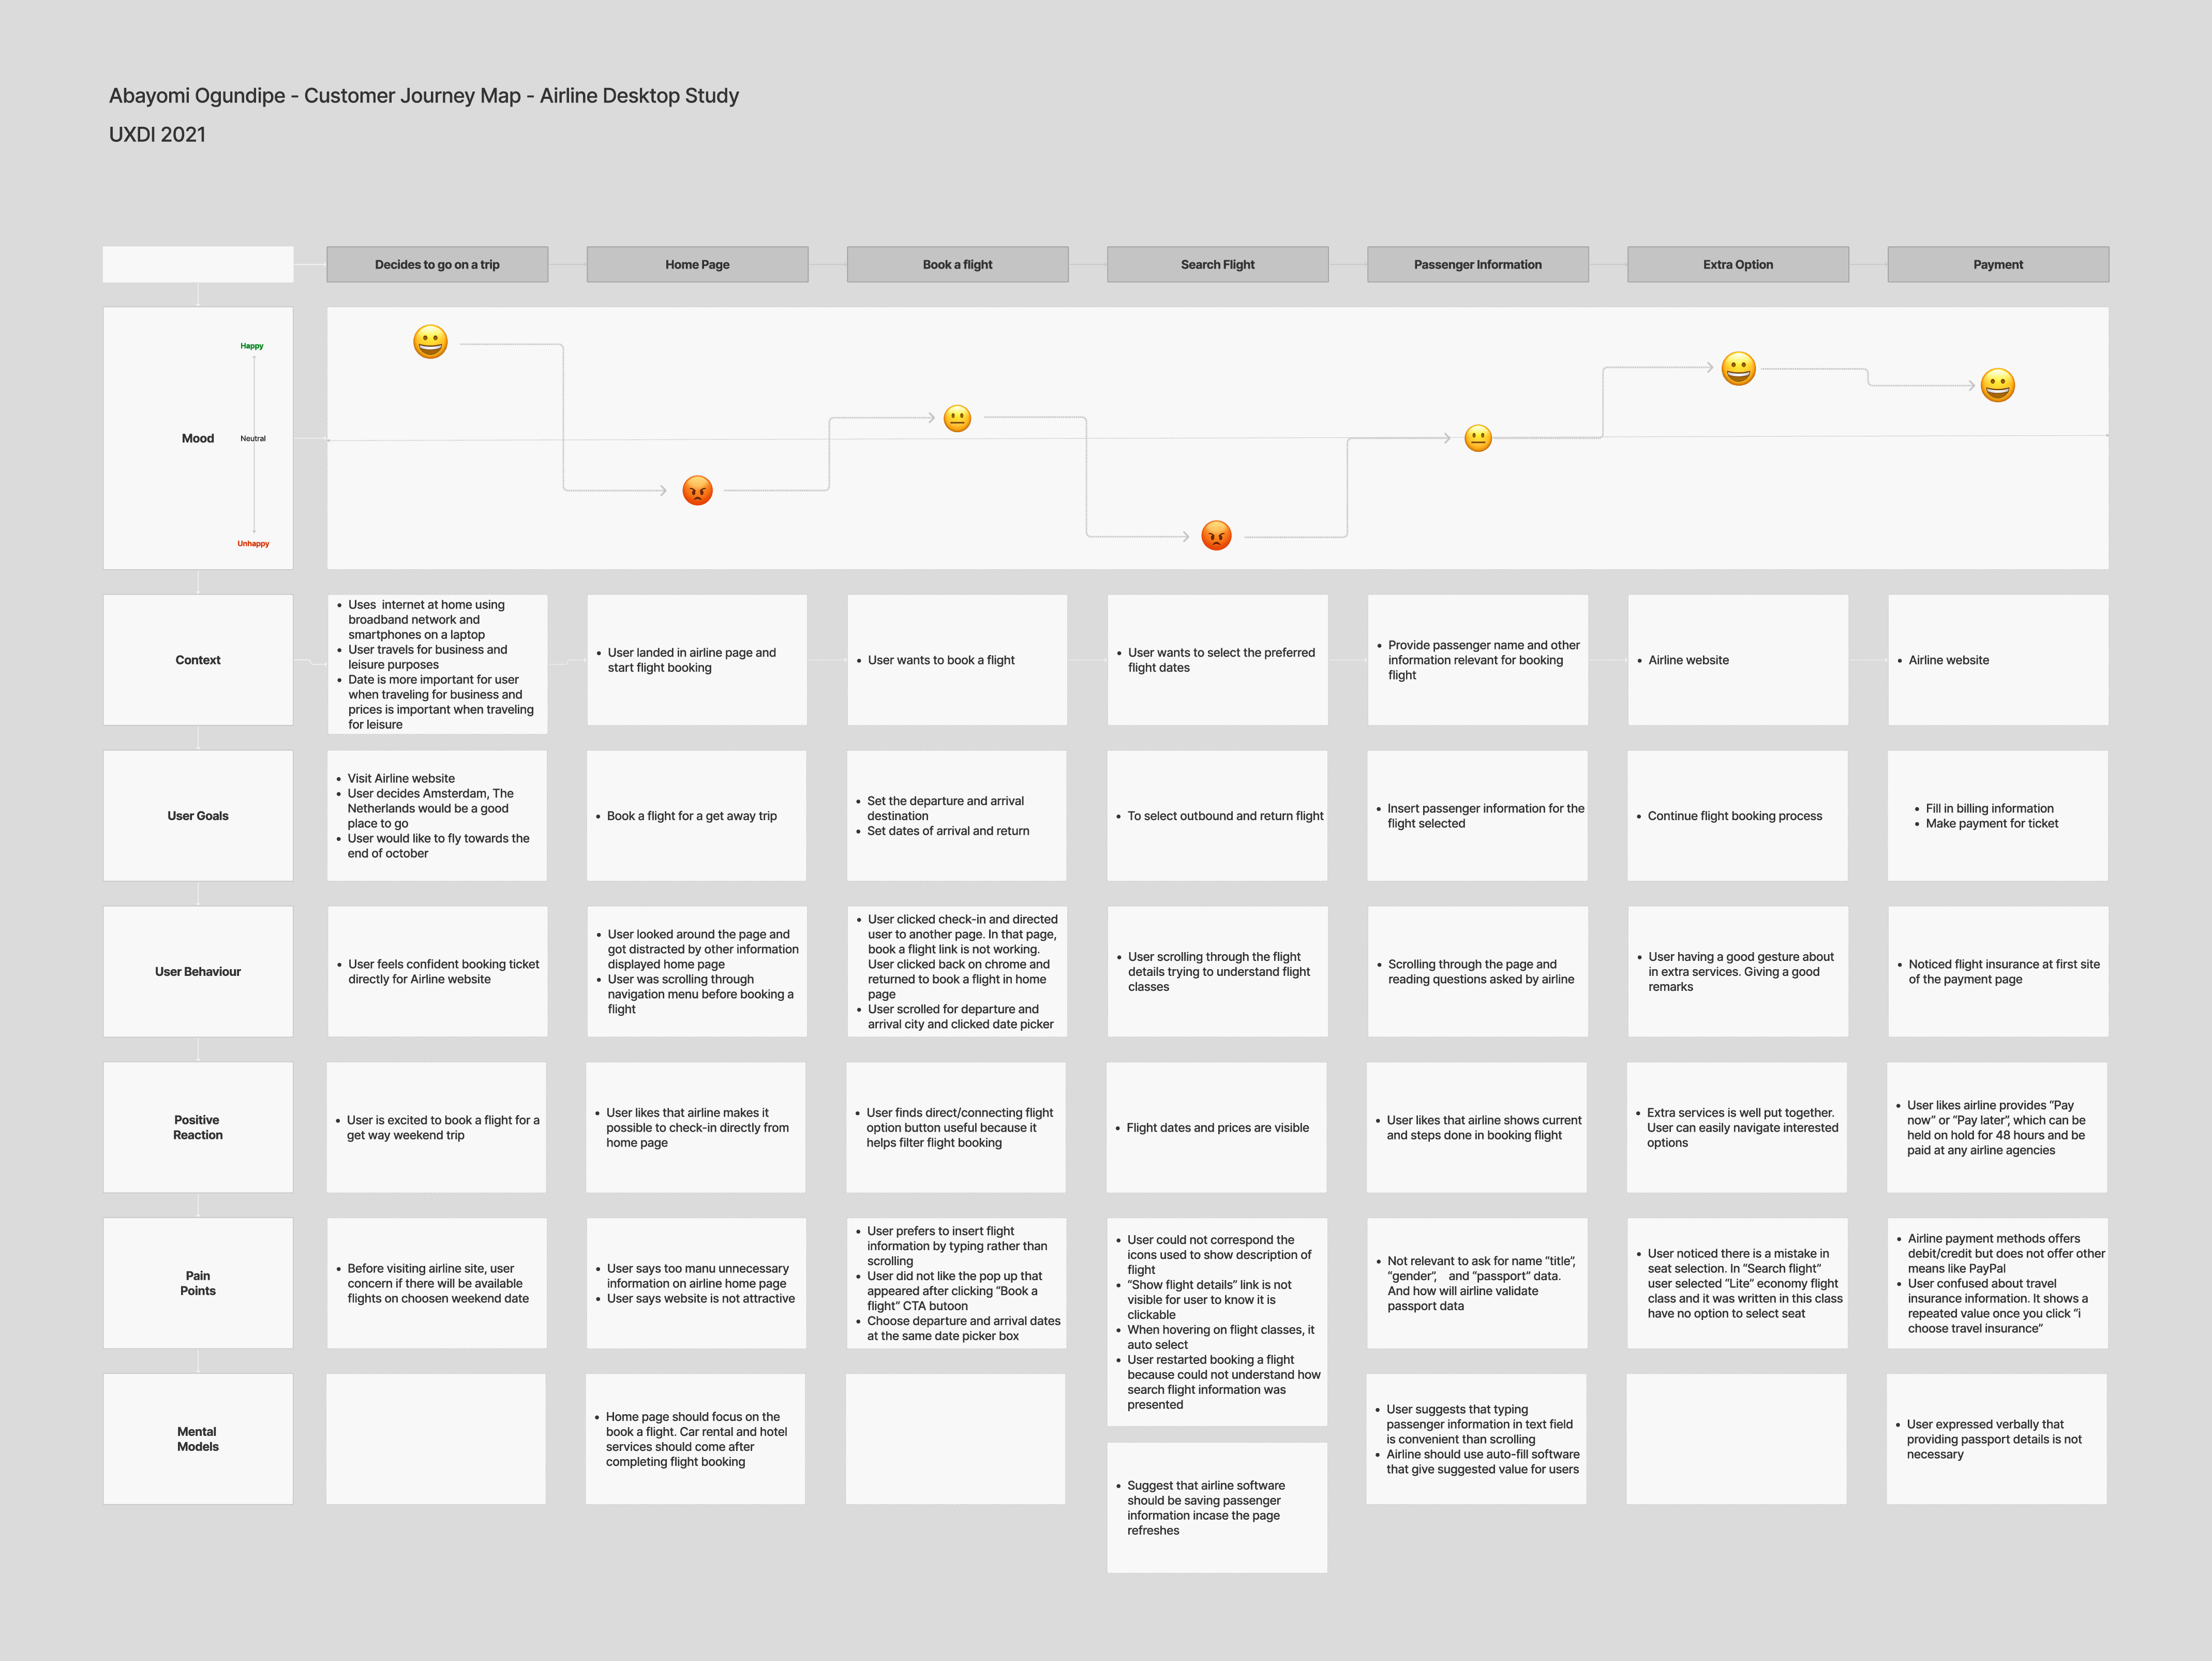 Abayomi Ogundipe - Customer Journey Map - Airline Desktop Study
UXDI 2021
Decides to go on a trip
Home Page
Book a flight
Search Flight
Passenger Information
Extra Option
Payment
Mood
Happy
Neutral
Unhappy
Context
• Uses  internet at home using
broadband network and
smartphones on a laptop
• User travels for business and
leisure purposes
• Date is more important for user
when traveling for business and
prices is important when traveling
for leisure
• User landed in airline page and
start flight booking
• User wants to book a flight
• User wants to select the preferred
flight dates
• Provide passenger name and other
information relevant for booking
flight
• Airline website
• Airline website
User Goals
• Visit Airline website
• User decides Amsterdam, The
Netherlands would be a good
place to go
• User would like to fly towards the
end of october
• Book a flight for a get away trip
• Set the departure and arrival
destination
• Set dates of arrival and return
• To select outbound and return flight
• Insert passenger information for the
flight selected
• Continue flight booking process
• Fill in billing information
• Make payment for ticket
User Behaviour
• User feels confident booking ticket
directly for Airline website
• User looked around the page and
got distracted by other information
displayed home page
• User was scrolling through
navigation menu before booking a
flight
• User clicked check-in and directed
user to another page. In that page,
book a flight link is not working.
User clicked back on chrome and
returned to book a flight in home
page
• User scrolled for departure and
arrival city and clicked date picker
• User scrolling through the flight
details trying to understand flight
classes
• Scrolling through the page and
reading questions asked by airline
• User having a good gesture about
in extra services. Giving a good
remarks
• Noticed flight insurance at first site
of the payment page
Positive
Reaction
• User is excited to book a flight for a
get way weekend trip
• User likes that airline makes it
possible to check-in directly from
home page
• User finds direct/connecting flight
option button useful because it
helps filter flight booking
• Flight dates and prices are visible
• User likes that airline shows current
and steps done in booking flight
• Extra services is well put together.
User can easily navigate interested
options
• User likes airline provides “Pay
now” or “Pay later”, which can be
held on hold for 48 hours and be
paid at any airline agencies
Pain
Points
• Before visiting airline site, user
concern if there will be available
flights on choosen weekend date
• User says too manu unnecessary
information on airline home page
• User says website is not attractive
• User prefers to insert flight
information by typing rather than
scrolling
• User did not like the pop up that
appeared after clicking “Book a
flight” CTA butoon
• Choose departure and arrival dates
at the same date picker box
• User could not correspond the
icons used to show description of
flight
• “Show flight details” link is not
visible for user to know it is
clickable
• When hovering on flight classes, it
auto select
• User restarted booking a flight
because could not understand how
search flight information was
presented
• Not relevant to ask for name “title”,
“gender”,    and “passport” data.
And how will airline validate
passport data
• User noticed there is a mistake in
seat selection. In “Search flight”
user selected “Lite” economy flight
class and it was written in this class
have no option to select seat
• Airline payment methods offers
debit/credit but does not offer other
means like PayPal
• User confused about travel
insurance information. It shows a
repeated value once you click “i
choose travel insurance”
Mental
Models
• Home page should focus on the
book a flight. Car rental and hotel
services should come after
completing flight booking
• Suggest that airline software
should be saving passenger
information incase the page
refreshes
• User suggests that typing
passenger information in text field
is convenient than scrolling
• Airline should use auto-fill software
that give suggested value for users
• User expressed verbally that
providing passport details is not
necessary